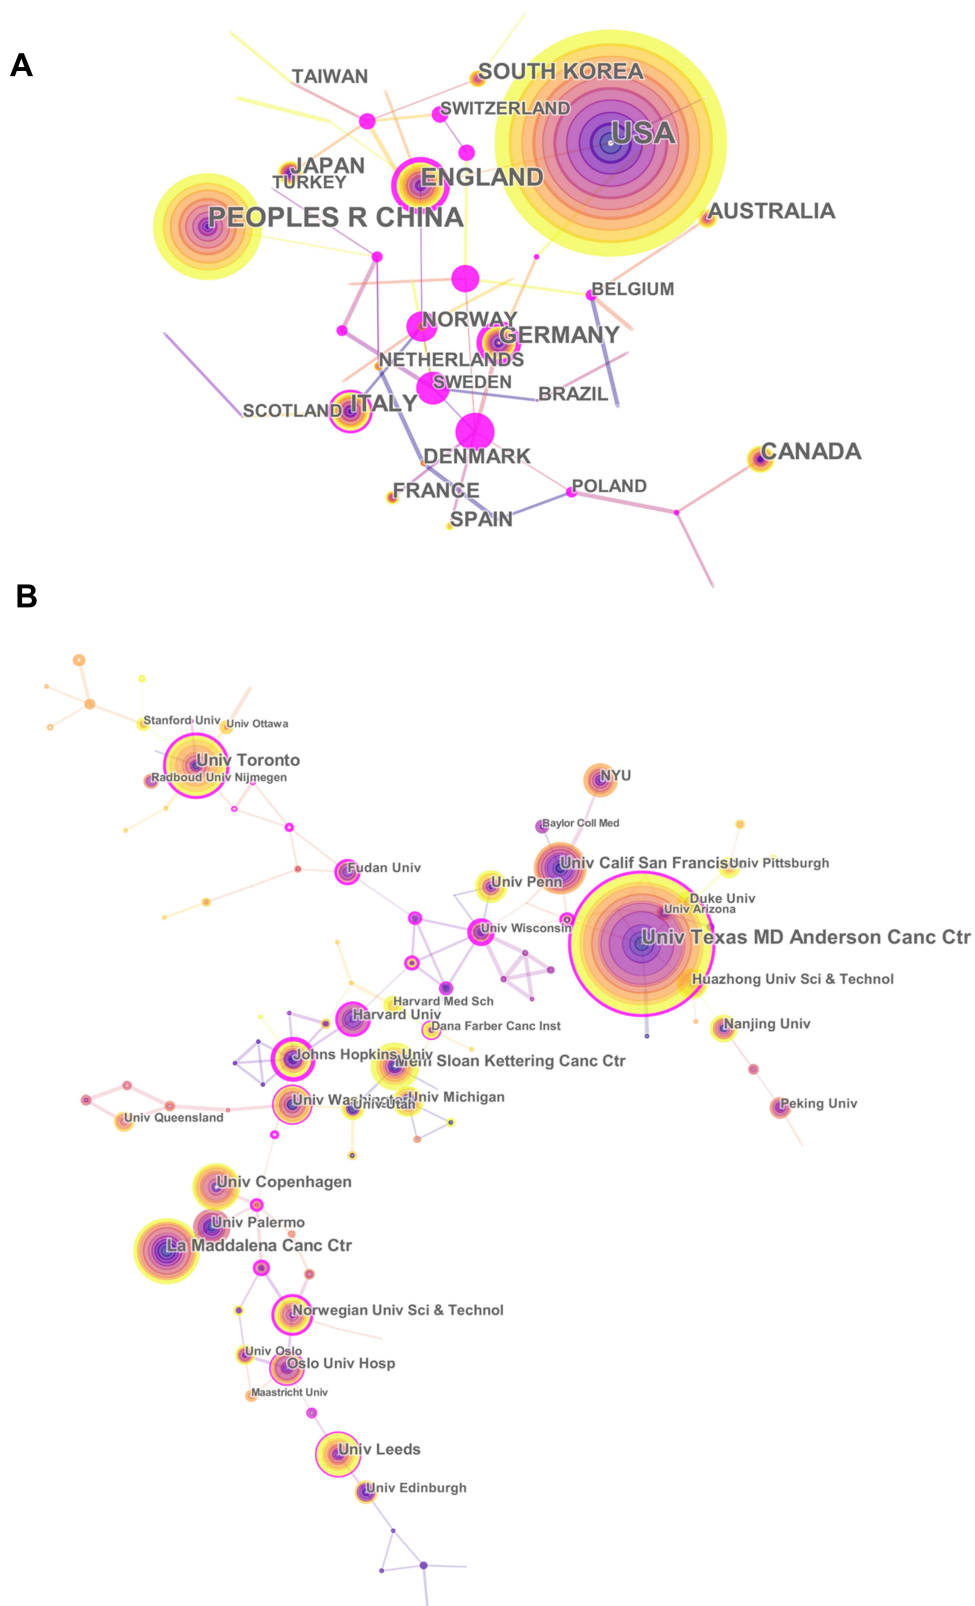 A
TAIWAN
SOUTH KOREA
SWITZERLAND
USA
JAPAN
TURKEY
ENGLAND
PEOPLES R CHINA
AUSTRALIA
BELGIUM
NORWAY
GERMANY
NETHERLANDS
SWEDEN
BRAZIL
SCOTLAND
ITALY
DENMARK
CANADA
FRANCE
POLAND
SPAIN
B
Stanford Univ
Univ Ottawa
Univ Toronto
Radboud Univ Nijmegen
NYU
Baylor Coll Med
Fudan Univ
Univ Calif San Francisco
Univ Pittsburgh
Univ Penn
Duke Univ
Univ Arizona
Univ Wisconsin
Univ Texas MD Anderson Canc Ctr
Huazhong Univ Sci & Technol
Harvard Med Sch
Harvard Univ
Dana Farber Canc Inst
Nanjing Univ
Johns Hopkins Univ
Mem Sloan Kettering Canc Ctr
Univ Washington
Univ Utah
Univ Michigan
Univ Queensland
Peking Univ
Univ Copenhagen
Univ Palermo
La Maddalena Canc Ctr
Norwegian Univ Sci & Technol
Univ Oslo
Oslo Univ Hosp
Maastricht Univ
Univ Leeds
Univ Edinburgh